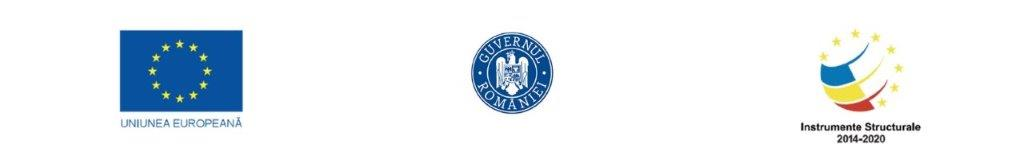 UNIUNEA EUROPEANĂ
GUVERNUL
ROMÂNIEI
Instrumente Structurale
2014-2020